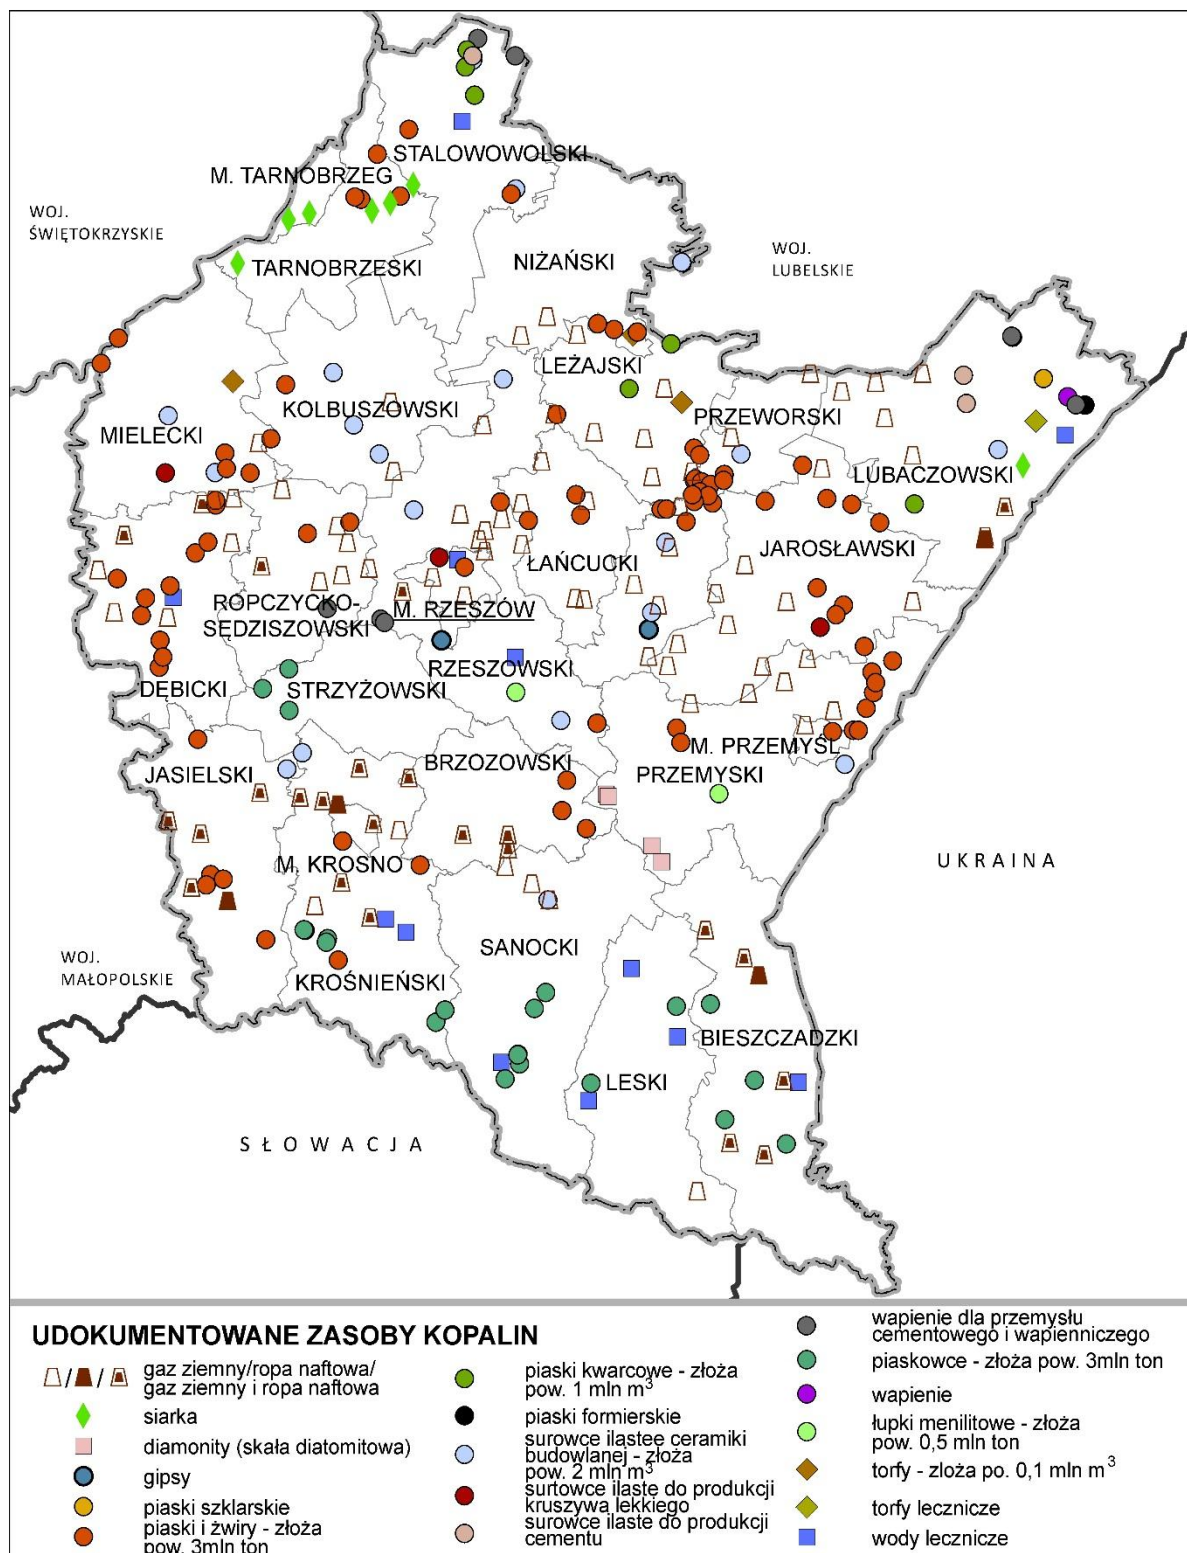 STALOWOWOLSKI
M. TARNOBRZEG
WOJ.
ŚWIĘTOKRZYSKIE
TARNOBRZESKI
NIŻAŃSKI
WOJ.
LUBELSKIE
LEŻAJSKI
KOLBUSZOWSKI
PRZEWORSKI
MIELECKI
LUBACZOWSKI
JAROSŁAWSKI
ŁAŃCUCKI
ROPCZYCKO-
SĘDZISZOWSKI
M. RZESZÓW
RZESZOWSKI
DĘBICKI
STRZYŻOWSKI
M. PRZEMYŚL
BRZOZOWSKI
PRZEMYSKI
JASIELSKI
UKRAINA
M. KROSNO
SANOCKI
WOJ.
MAŁOPOLSKIE
KROŚNIEŃSKI
BIESZCZADZKI
LESKI
SŁOWACJA
UDOKUMENTOWANE ZASOBY KOPALIN
/ /
gaz ziemny/ropa naftowa/
gaz ziemny i ropa naftowa
siarka
diamonity (skała diatomitowa)
gipsy
piaski szklarskie
piaski i żwiry - złoża
pow. 3mln ton
piaski kwarcowe - złoża
pow. 1 mln m³
piaski formierskie
surowce ilastee ceramiki
budowlanej - złoża
pow. 2 mln m³
surtowce ilaste do produkcji
kruszywa lekkiego
surowce ilaste do produkcji
cementu
wapienie dla przemysłu
cementowego i wapienniczego
piaskowce - złoża pow. 3mln ton
wapienie
łupki menilitowe - złoża
pow. 0,5 mln ton
torfy - złoża po. 0,1 mln m³
torfy lecznicze
wody lecznicze